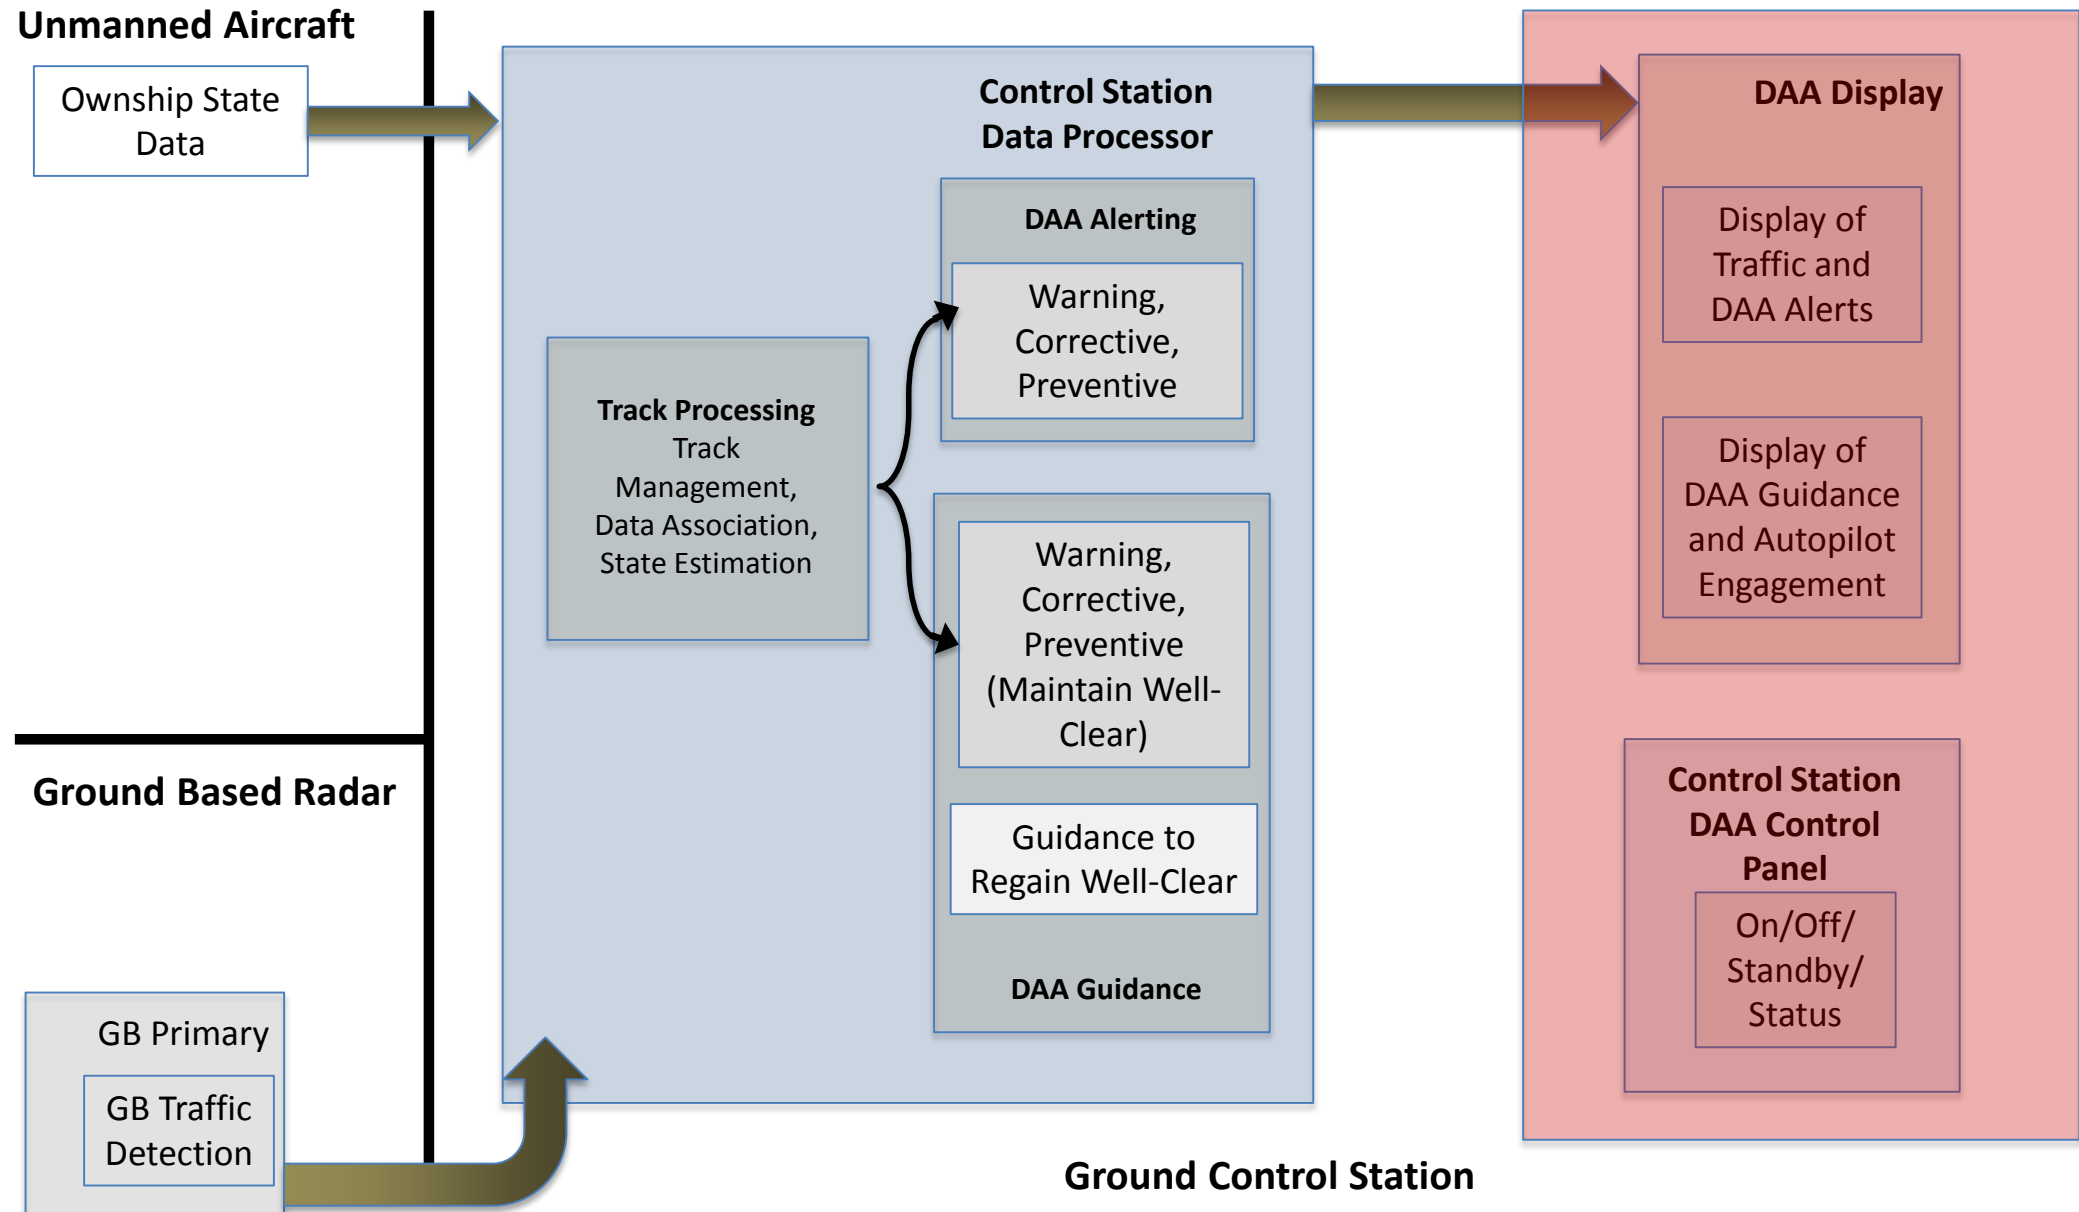 Unmanned Aircraft
Ownship State
Data
Ground Based Radar
GB Primary
GB Traffic
Detection
Control Station
Data Processor
Track Processing
Track
Management,
Data Association,
State Estimation
DAA Alerting
Warning,
Corrective,
Preventive
Warning,
Corrective,
Preventive
(Maintain Well-
Clear)
Guidance to
Regain Well-Clear
DAA Guidance
DAA Display
Display of
Traffic and
DAA Alerts
Display of
DAA Guidance
and Autopilot
Engagement
Control Station
DAA Control
Panel
On/Off/
Standby/
Status
Ground Control Station